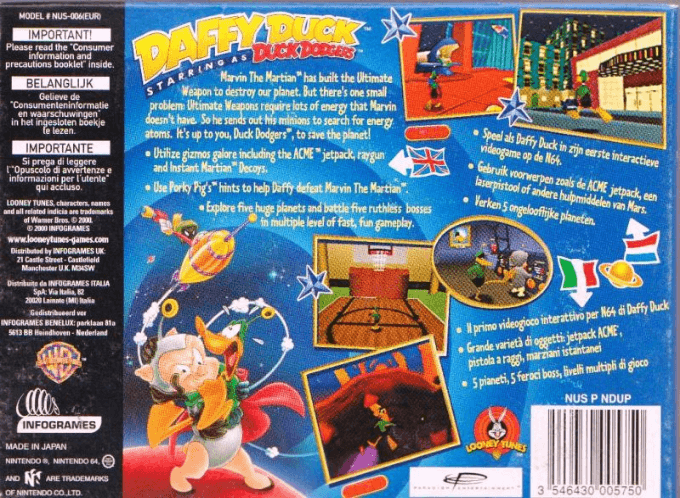 MODEL # NUS-006(EUR)
IMPORTANT!
Please read the "Consumer
information and
precautions booklet" inside.
BELANGLIJK
Gelieve de
"Consumenteninformatie
en waarschuwingen"
in het ingesloten boekje
te lezen.
IMPORTANTE
Si prega di leggere
l'"Opuscolo di avvertenze e
informazioni per l'utente"
qui accluso.
LOONEY TUNES, characters, names
and all related indicia are trademarks
of Warner Bros. © 2000.
© 2000 INFOGRAMES
www.looneytunes-games.com
Distributed by INFOGRAMES UK:
21 Castle Street - Castlefield
Manchester U.K. M34SW
Distribuito da INFOGRAMES ITALIA
SpA: Via Italia, 82
20020 Lainate (MI) Italia
Gedistribueerd ver
INFOGRAMES BENELUX: parklaan 81a
5613 BB Heindhoven - Nederland
INFOGRAMES
MADE IN JAPAN
NINTENDO ®, NINTENDO 64,
AND ARE TRADEMARKS
OF NINTENDO CO.,LTD.
DAFFY DUCK™
STARRING AS DUCK DODGERS™
Marvin The Martian™ has built the Ultimate
Weapon to destroy our planet. But there's one small
problem: Ultimate Weapons require lots of energy that Marvin
doesn't have. So he sends out his minions to search for energy
atoms. It's up to you, Duck Dodgers™, to save the planet!
• Utilize gizmos galore including the ACME™ jetpack, raygun
and Instant Martian™ Decoys.
• Use Porky Pig's™ hints to help Daffy defeat Marvin The Martian™.
• Explore five huge planets and battle five ruthless bosses
in multiple level of fast, fun gameplay.
• Speel als Daffy Duck in zijn eerste interactieve
videogame op de N64.
• Gebruik voorwerpen zoals de ACME jetpack, een
laserpistool of andere hulpmiddelen van Mars.
• Verken 5 ongelooflijke planeten.
• Il primo videogioco interattivo per N64 di Daffy Duck
• Grande varietà di oggetti: jetpack ACME,
pistola a raggi, marziani istantanei
• 5 pianeti, 5 feroci boss, livelli multipli di gioco
NUS P NDUP
LOONEY TUNES
3 546430 005750